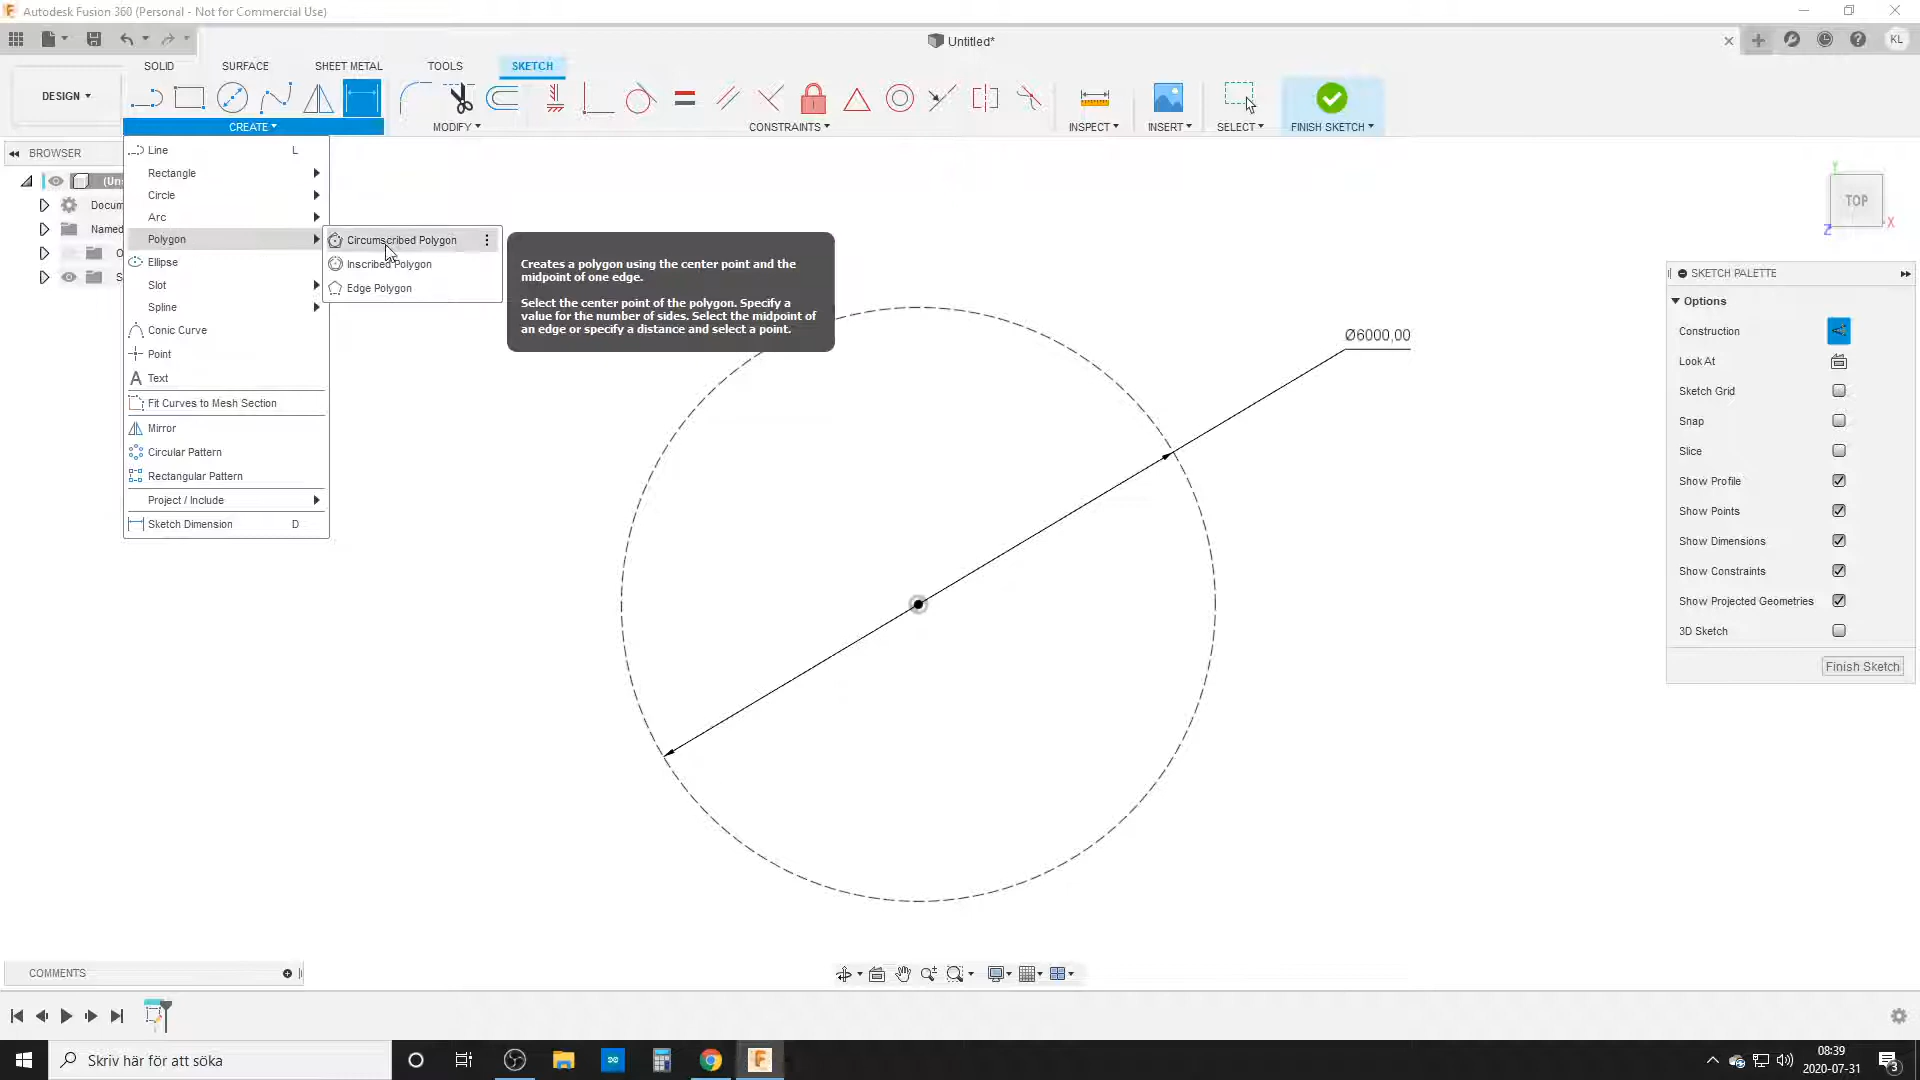 Autodesk Fusion 360 (Personal - Not for Commercial Use)
Untitled*
KL
SOLID
SURFACE
SHEET METAL
TOOLS
SKETCH
DESIGN
CREATE
MODIFY
CONSTRAINTS
INSPECT
INSERT
SELECT
FINISH SKETCH
BROWSER
(Un
Docum
Named
O
S
Line L
Rectangle
Circle
Arc
Polygon
Ellipse
Slot
Spline
Conic Curve
Point
Text
Fit Curves to Mesh Section
Mirror
Circular Pattern
Rectangular Pattern
Project / Include
Sketch Dimension D
Circumscribed Polygon
Inscribed Polygon
Edge Polygon
Creates a polygon using the center point and the
midpoint of one edge.
Select the center point of the polygon. Specify a
value for the number of sides. Select the midpoint of
an edge or specify a distance and select a point.
Ø6000,00
Y
TOP
X
Z
SKETCH PALETTE
Options
Construction
Look At
Sketch Grid
Snap
Slice
Show Profile
Show Points
Show Dimensions
Show Constraints
Show Projected Geometries
3D Sketch
Finish Sketch
COMMENTS
Skriv här för att söka
08:39
2020-07-31
3